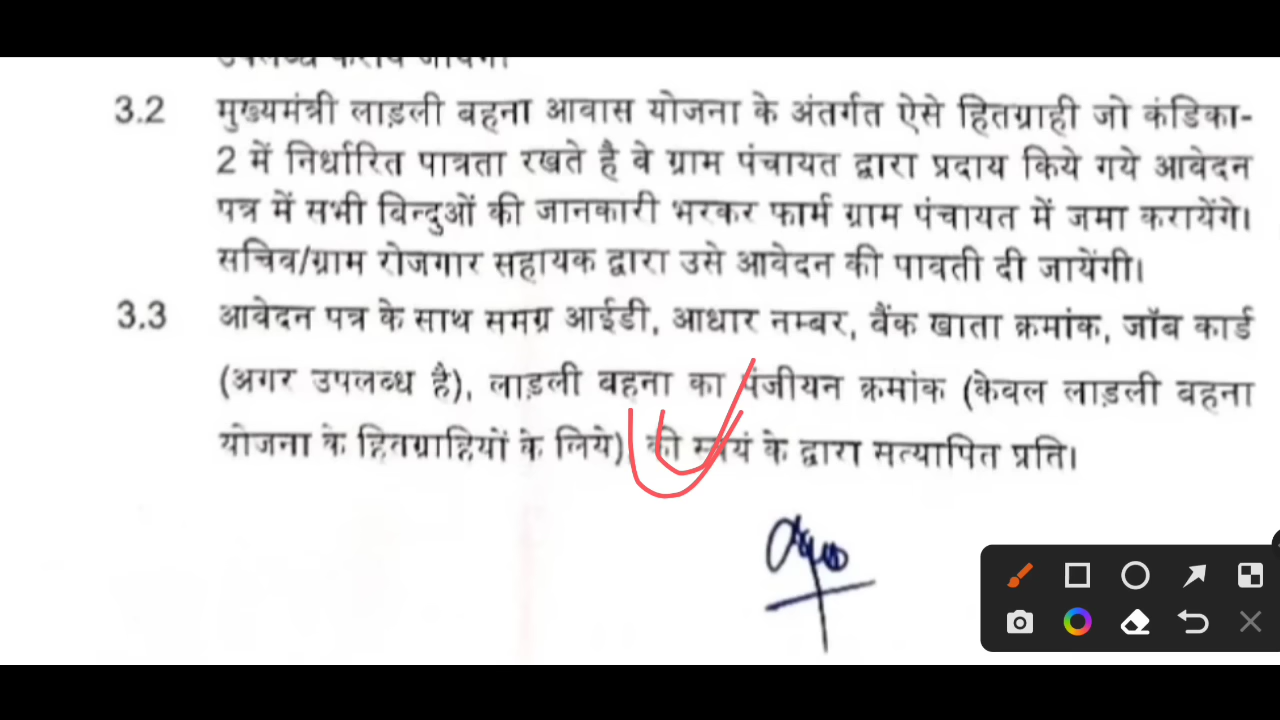 उपलब्ध कराये जायेंगे।
3.2 मुख्यमंत्री लाड़ली बहना आवास योजना के अंतर्गत ऐसे हितग्राही जो कंडिका-
2 में निर्धारित पात्रता रखते है वे ग्राम पंचायत द्वारा प्रदाय किये गये आवेदन
पत्र में सभी बिन्दुओं की जानकारी भरकर फार्म ग्राम पंचायत में जमा करायेंगे।
सचिव/ग्राम रोजगार सहायक द्वारा उसे आवेदन की पावती दी जायेंगी।
3.3 आवेदन पत्र के साथ समग्र आईडी, आधार नम्बर, बैंक खाता क्रमांक, जॉब कार्ड
(अगर उपलब्ध है), लाड़ली बहना का पंजीयन क्रमांक (केवल लाड़ली बहना
योजना के हितग्राहियों के लिये) की स्वयं के द्वारा सत्यापित प्रति।